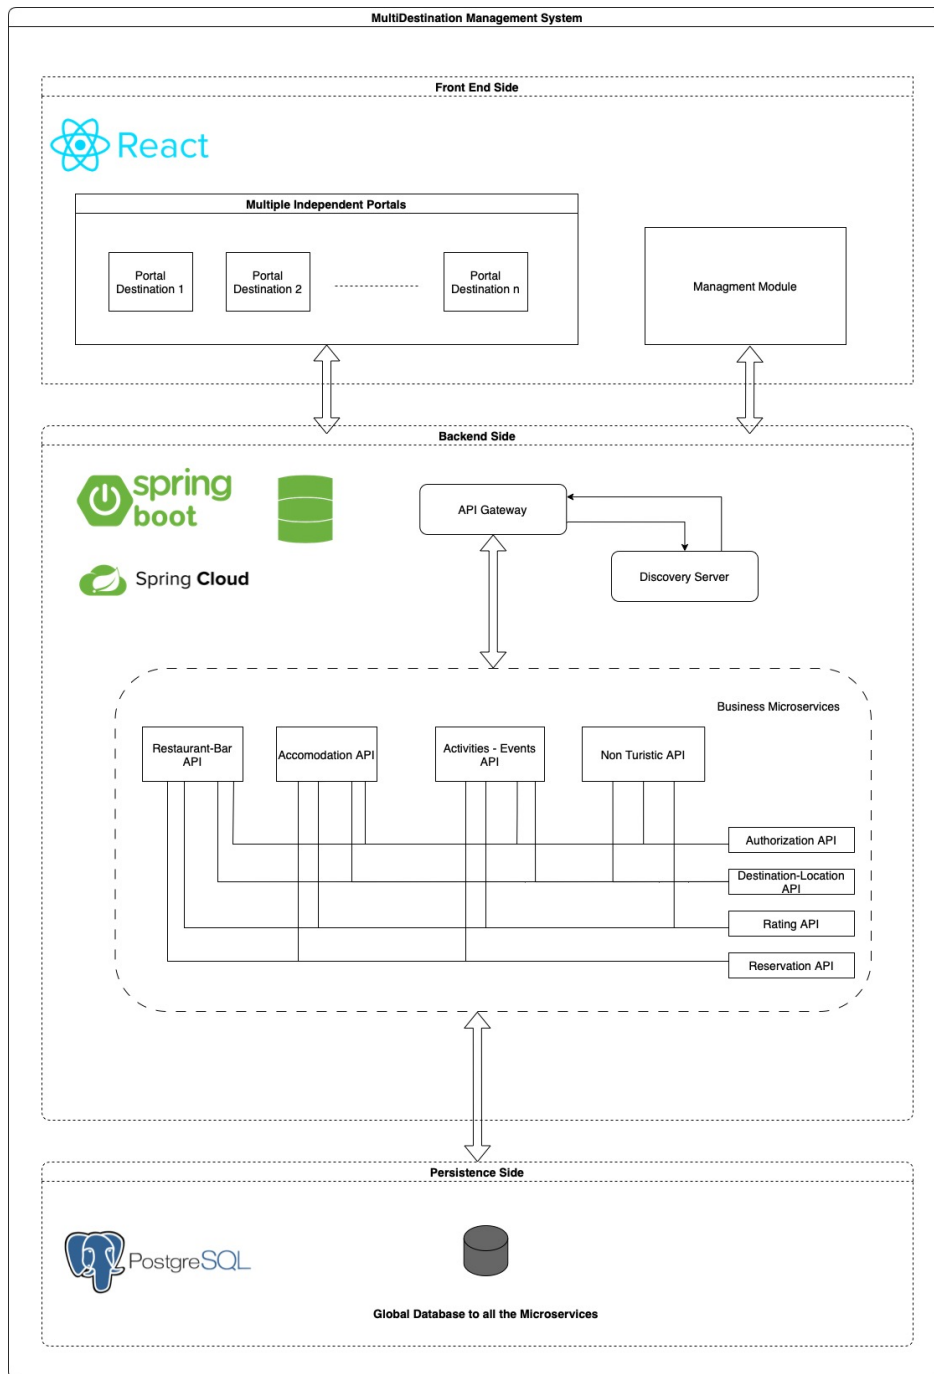 MultiDestination Management System
Front End Side
React
Multiple Independent Portals
Portal
Destination 1
Portal
Destination 2
Portal
Destination n
Managment Module
Backend Side
spring
boot
Spring Cloud
API Gateway
Discovery Server
Business Microservices
Restaurant-Bar
API
Accomodation API
Activities - Events
API
Non Turistic API
Authorization API
Destination-Location
API
Rating API
Reservation API
Persistence Side
PostgreSQL
Global Database to all the Microservices